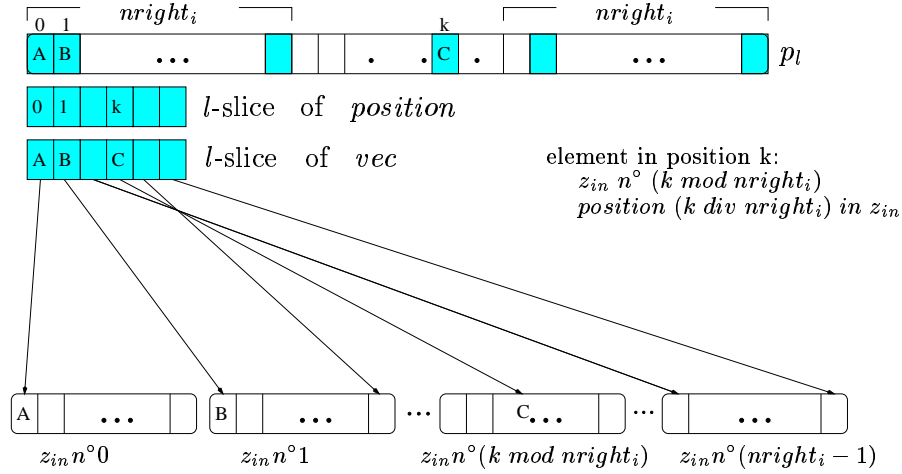 nright_i k nright_i
0 1
A B ... . . C . ... p_l
0 1 k l-slice of position
A B C l-slice of vec
element in position k:
z_in n° (k mod nright_i)
position (k div nright_i) in z_in
A ... B ... ... C... ... ...
z_in n°0 z_in n°1 z_in n°(k mod nright_i) z_in n°(nright_i − 1)